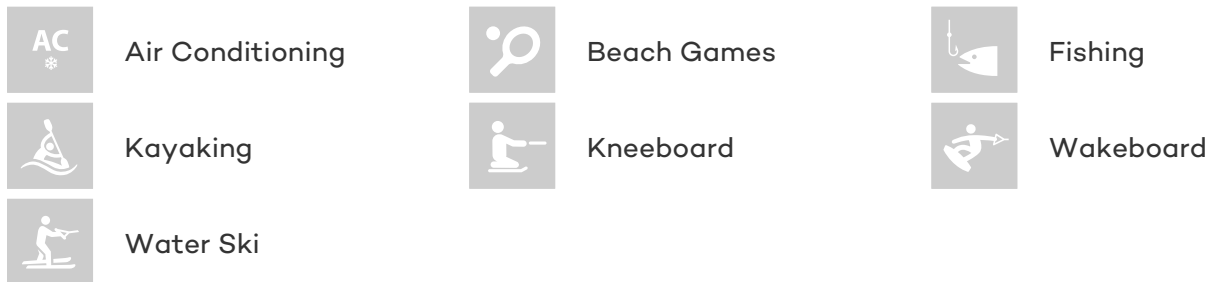 AC
Air Conditioning
Beach Games
Fishing
Kayaking
Kneeboard
Wakeboard
Water Ski